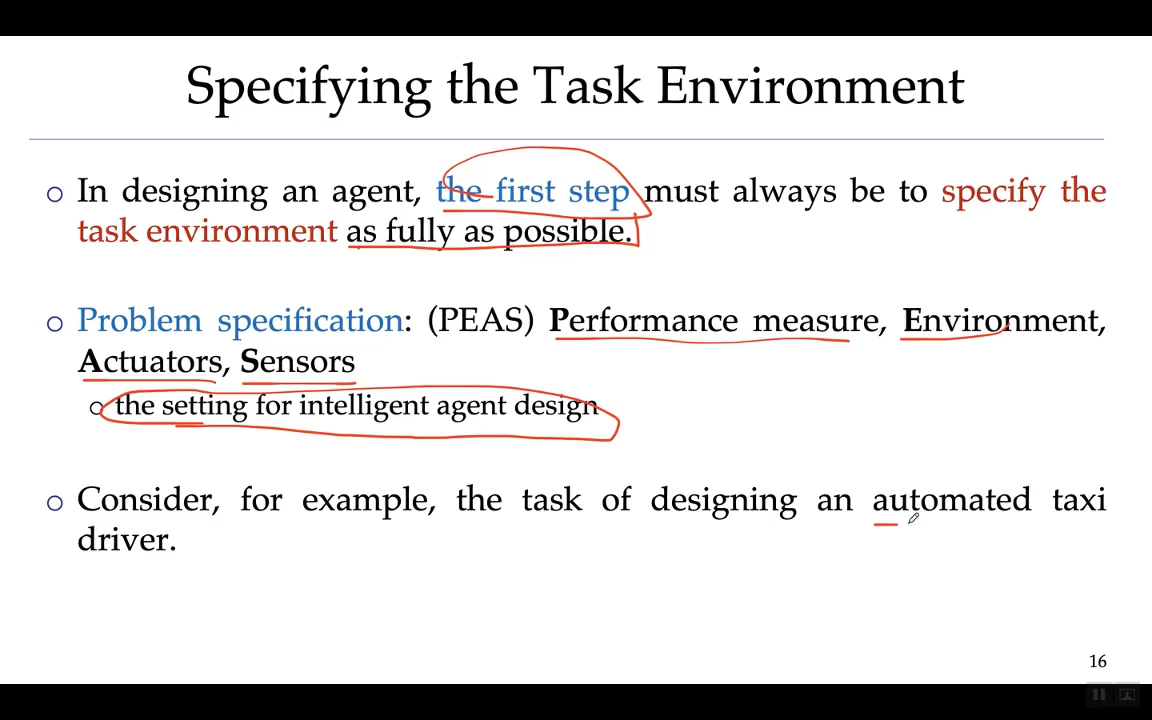 Specifying the Task Environment
o In designing an agent, the first step must always be to specify the
task environment as fully as possible.
o Problem specification: (PEAS) Performance measure, Environment,
Actuators, Sensors
o the setting for intelligent agent design
o Consider, for example, the task of designing an automated taxi
driver.
16